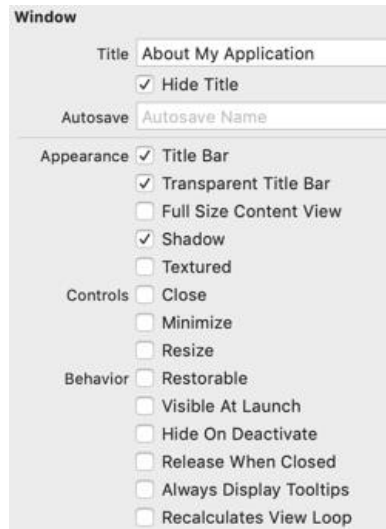 Window
Title About My Application
Hide Title
Autosave Autosave Name
Appearance Title Bar
Transparent Title Bar
Full Size Content View
Shadow
Textured
Controls Close
Minimize
Resize
Behavior Restorable
Visible At Launch
Hide On Deactivate
Release When Closed
Always Display Tooltips
Recalculates View Loop